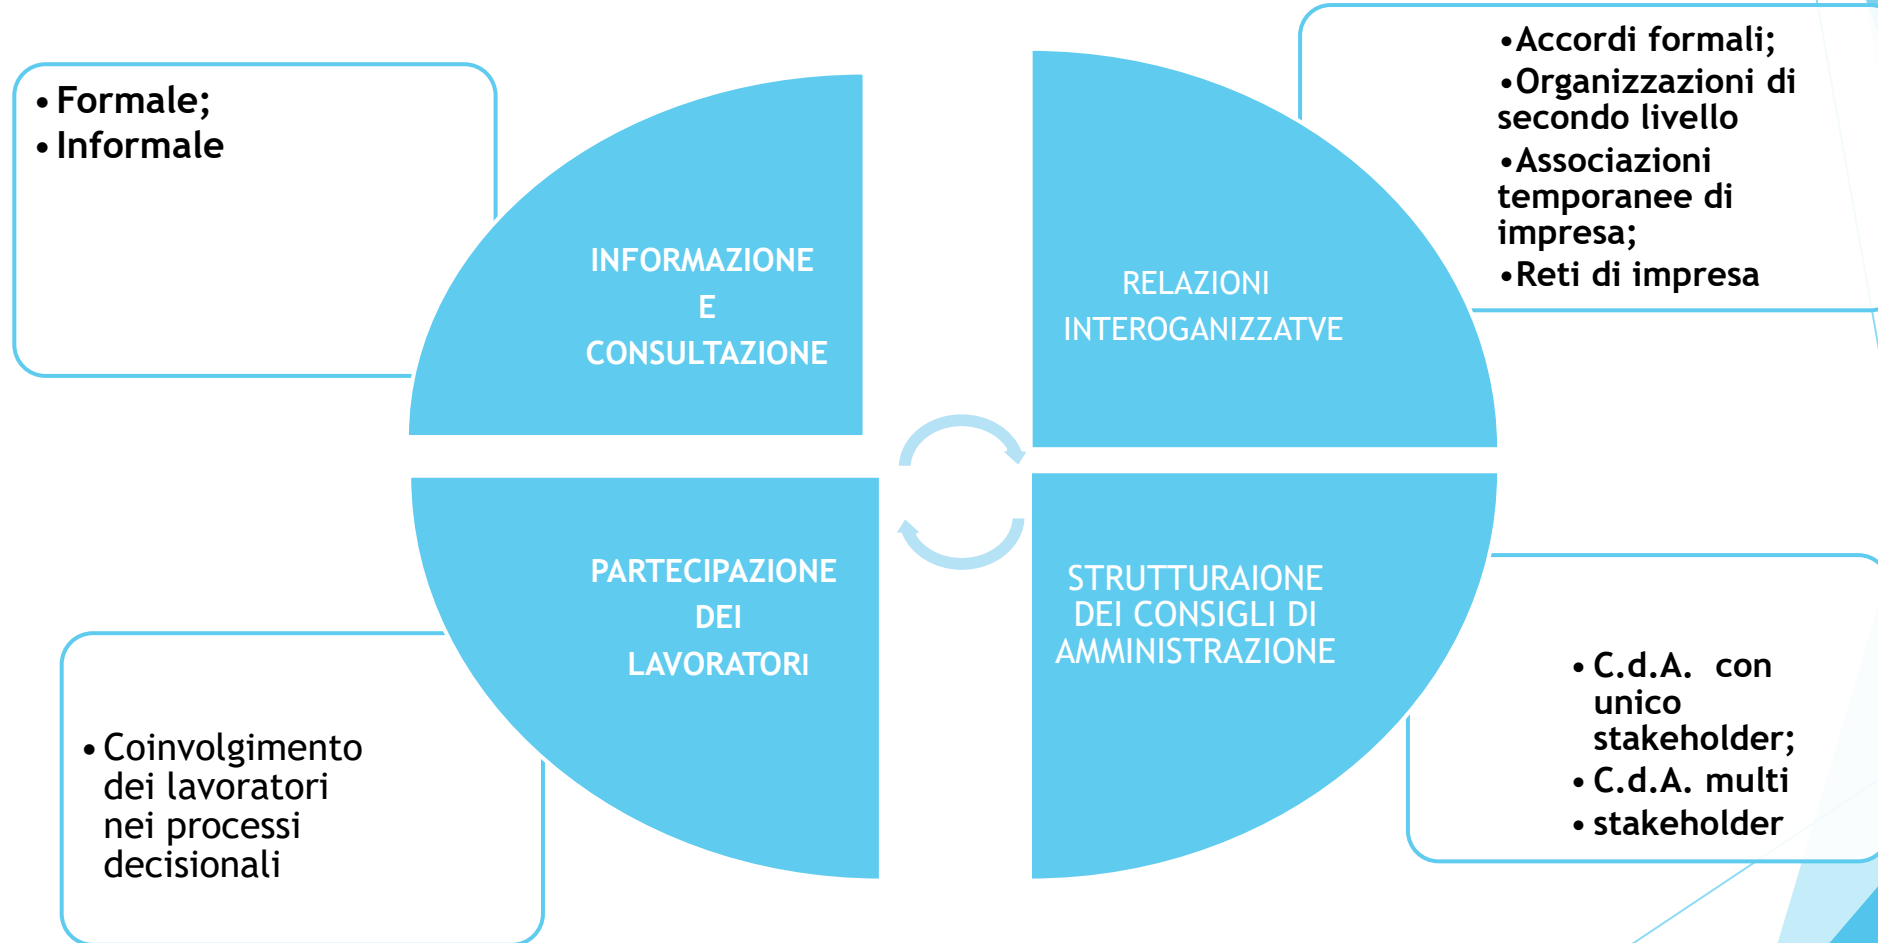 •Formale;
•Informale
INFORMAZIONE
E
CONSULTAZIONE
RELAZIONI
INTEROGANIZZATVE
•Accordi formali;
•Organizzazioni di
secondo livello
•Associazioni
temporanee di
impresa;
•Reti di impresa
PARTECIPAZIONE
DEI
LAVORATORI
•Coinvolgimento
dei lavoratori
nei processi
decisionali
STRUTTURAIONE
DEI CONSIGLI DI
AMMINISTRAZIONE
•C.d.A. con
unico
stakeholder;
•C.d.A. multi
•stakeholder